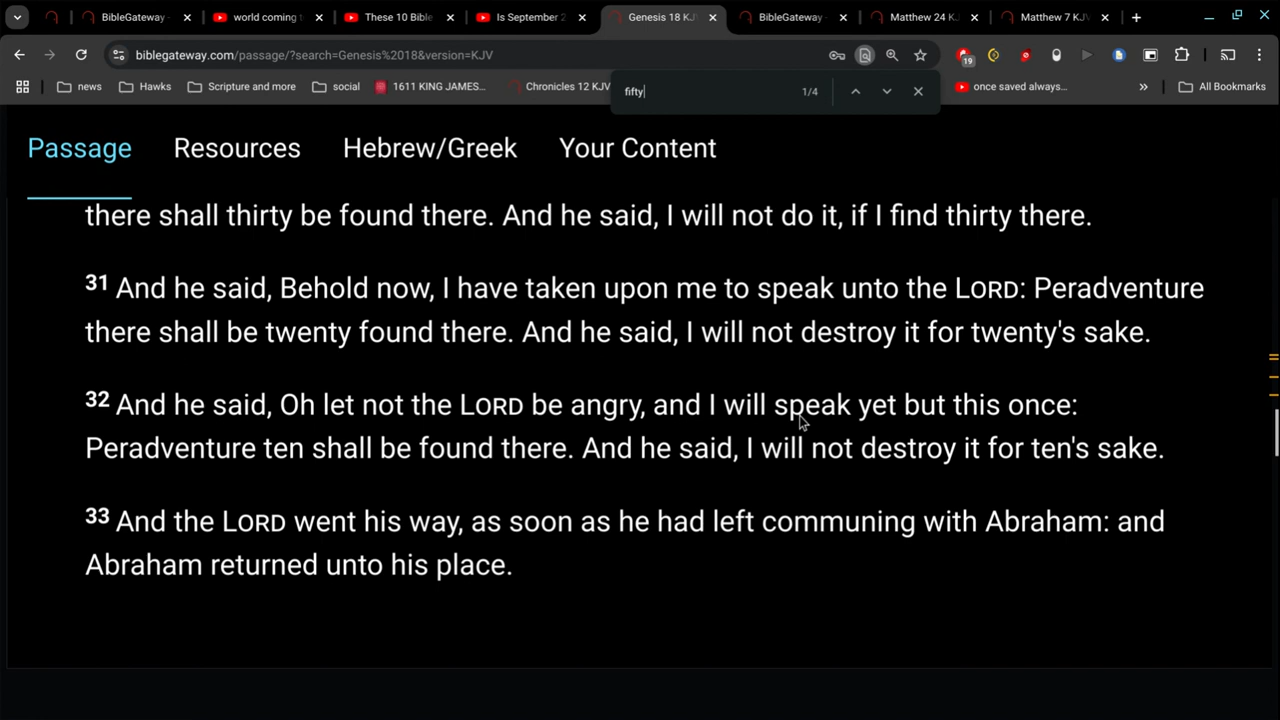 BibleGateway -
world coming t
These 10 Bible
Is September 2
Genesis 18 KJ
BibleGateway -
Matthew 24 KJ
Matthew 7 KJV
biblegateway.com/passage/?search=Genesis%2018&version=KJV
19
news
Hawks
Scripture and more
social
1611 KING JAMES...
Chronicles 12 KJV
once saved always...
»
All Bookmarks
fifty
1/4
Passage
Resources
Hebrew/Greek
Your Content
there shall thirty be found there. And he said, I will not do it, if I find thirty there.
31 And he said, Behold now, I have taken upon me to speak unto the LORD: Peradventure
there shall be twenty found there. And he said, I will not destroy it for twenty's sake.
32 And he said, Oh let not the LORD be angry, and I will speak yet but this once:
Peradventure ten shall be found there. And he said, I will not destroy it for ten's sake.
33 And the LORD went his way, as soon as he had left communing with Abraham: and
Abraham returned unto his place.